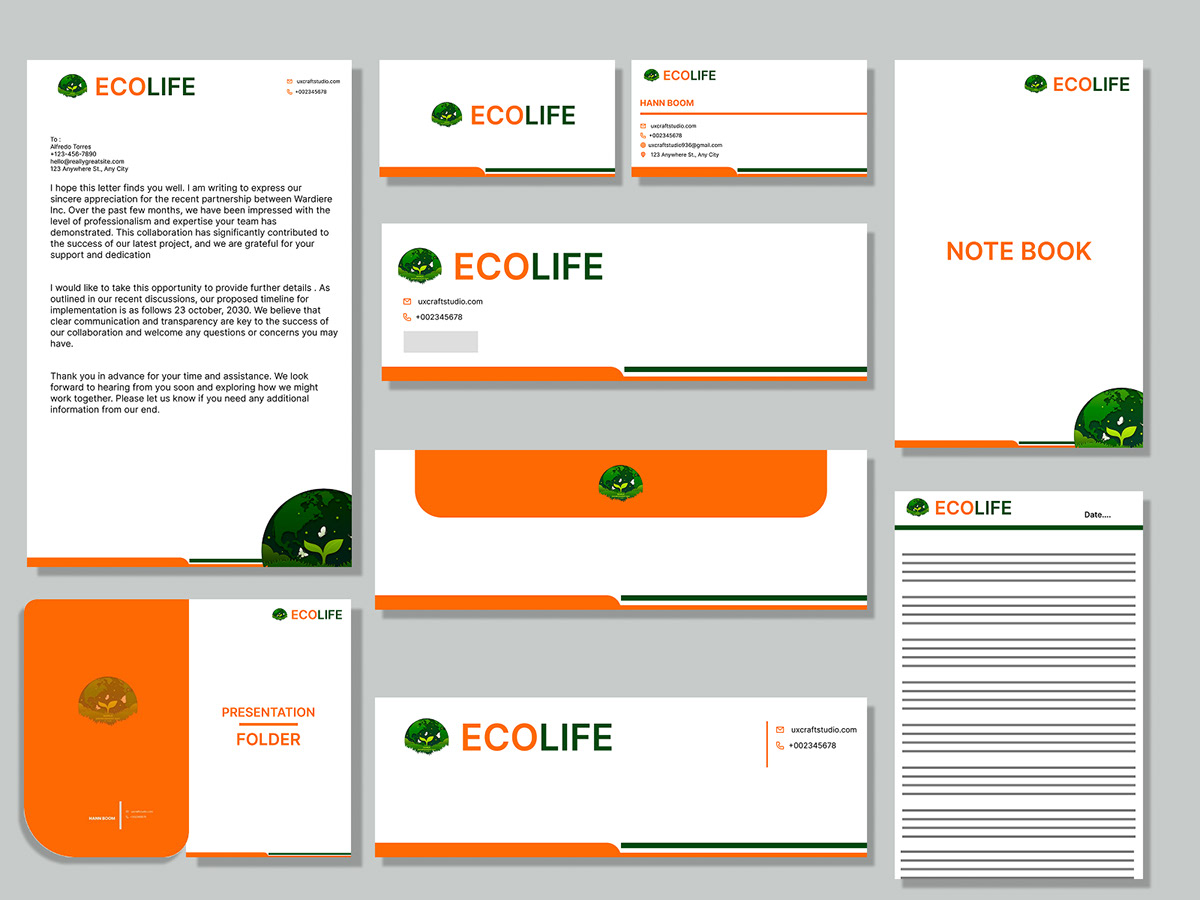 ECOLIFE
uxcraftstudio.com
+002345678
To :
Alfredo Torres
+123-456-7890
hello@reallygreatsite.com
123 Anywhere St., Any City
I hope this letter finds you well. I am writing to express our
sincere appreciation for the recent partnership between Wardiere
Inc. Over the past few months, we have been impressed with the
level of professionalism and expertise your team has
demonstrated. This collaboration has significantly contributed to
the success of our latest project, and we are grateful for your
support and dedication
I would like to take this opportunity to provide further details . As
outlined in our recent discussions, our proposed timeline for
implementation is as follows 23 october, 2030. We believe that
clear communication and transparency are key to the success of
our collaboration and welcome any questions or concerns you may
have.
Thank you in advance for your time and assistance. We look
forward to hearing from you soon and exploring how we might
work together. Please let us know if you need any additional
information from our end.
ECOLIFE
ECOLIFE
HANN BOOM
uxcraftstudio.com
+002345678
uxcraftstudio936@gmail.com
123 Anywhere St., Any City
ECOLIFE
NOTE BOOK
ECOLIFE
uxcraftstudio.com
+002345678
ECOLIFE
Date....
HANN BOOM
ECOLIFE
PRESENTATION
FOLDER
ECOLIFE
uxcraftstudio.com
+002345678